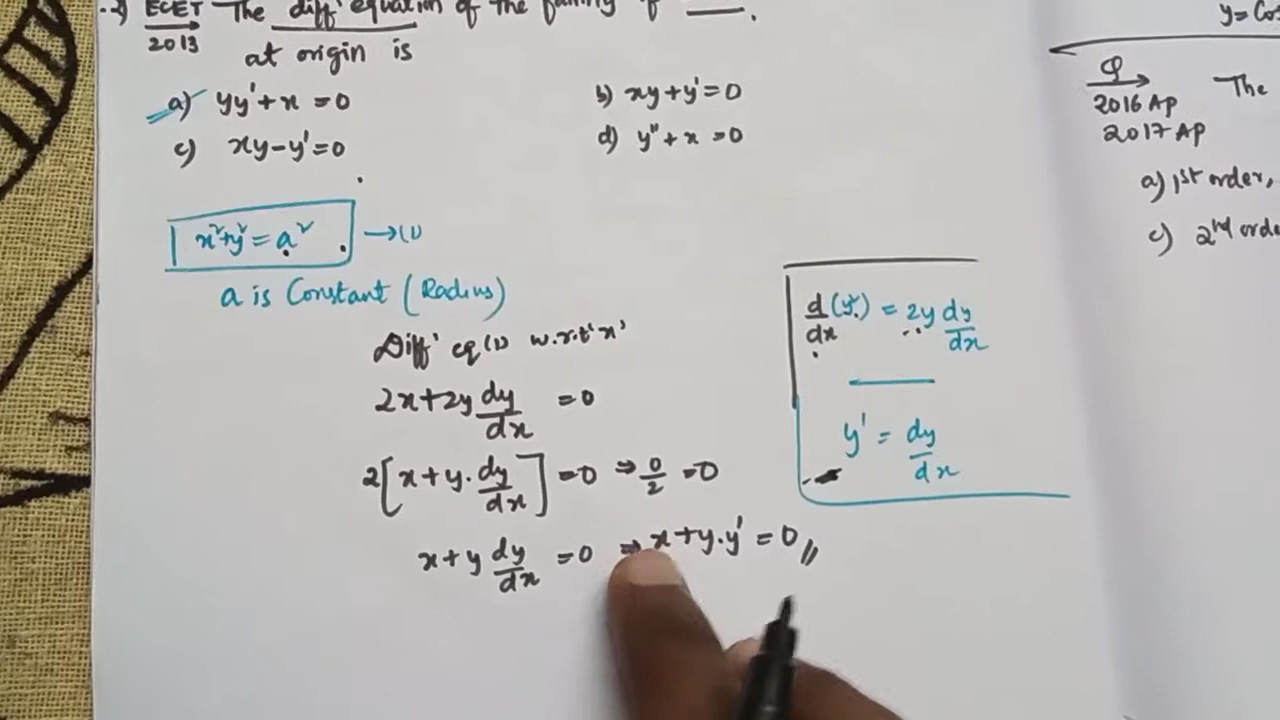 ECET The diff' equation of the family of ___.
2013
at origin is
a) yy' + x = 0
b) xy + y' = 0
c) xy - y' = 0
d) y'' + x = 0
x² + y² = a² → (1)
a is Constant (Radius)
Diff' eq (1) w.r.t 'x'
2x + 2y dy/dx = 0
2[x + y. dy/dx] = 0 ⇒ 0/2 = 0
x + y dy/dx = 0 ⇒ x + y.y' = 0 //
d/dx (y²) = 2y dy/dx
y' = dy/dx
y = Cos
Q The
2016 Ap
2017 Ap
a) 1st order,
c) 2nd orde